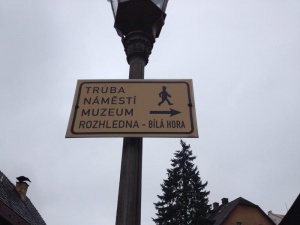 TRUBA
NÁMĚSTÍ
MUZEUM
ROZHLEDNA - BÍLÁ HORA